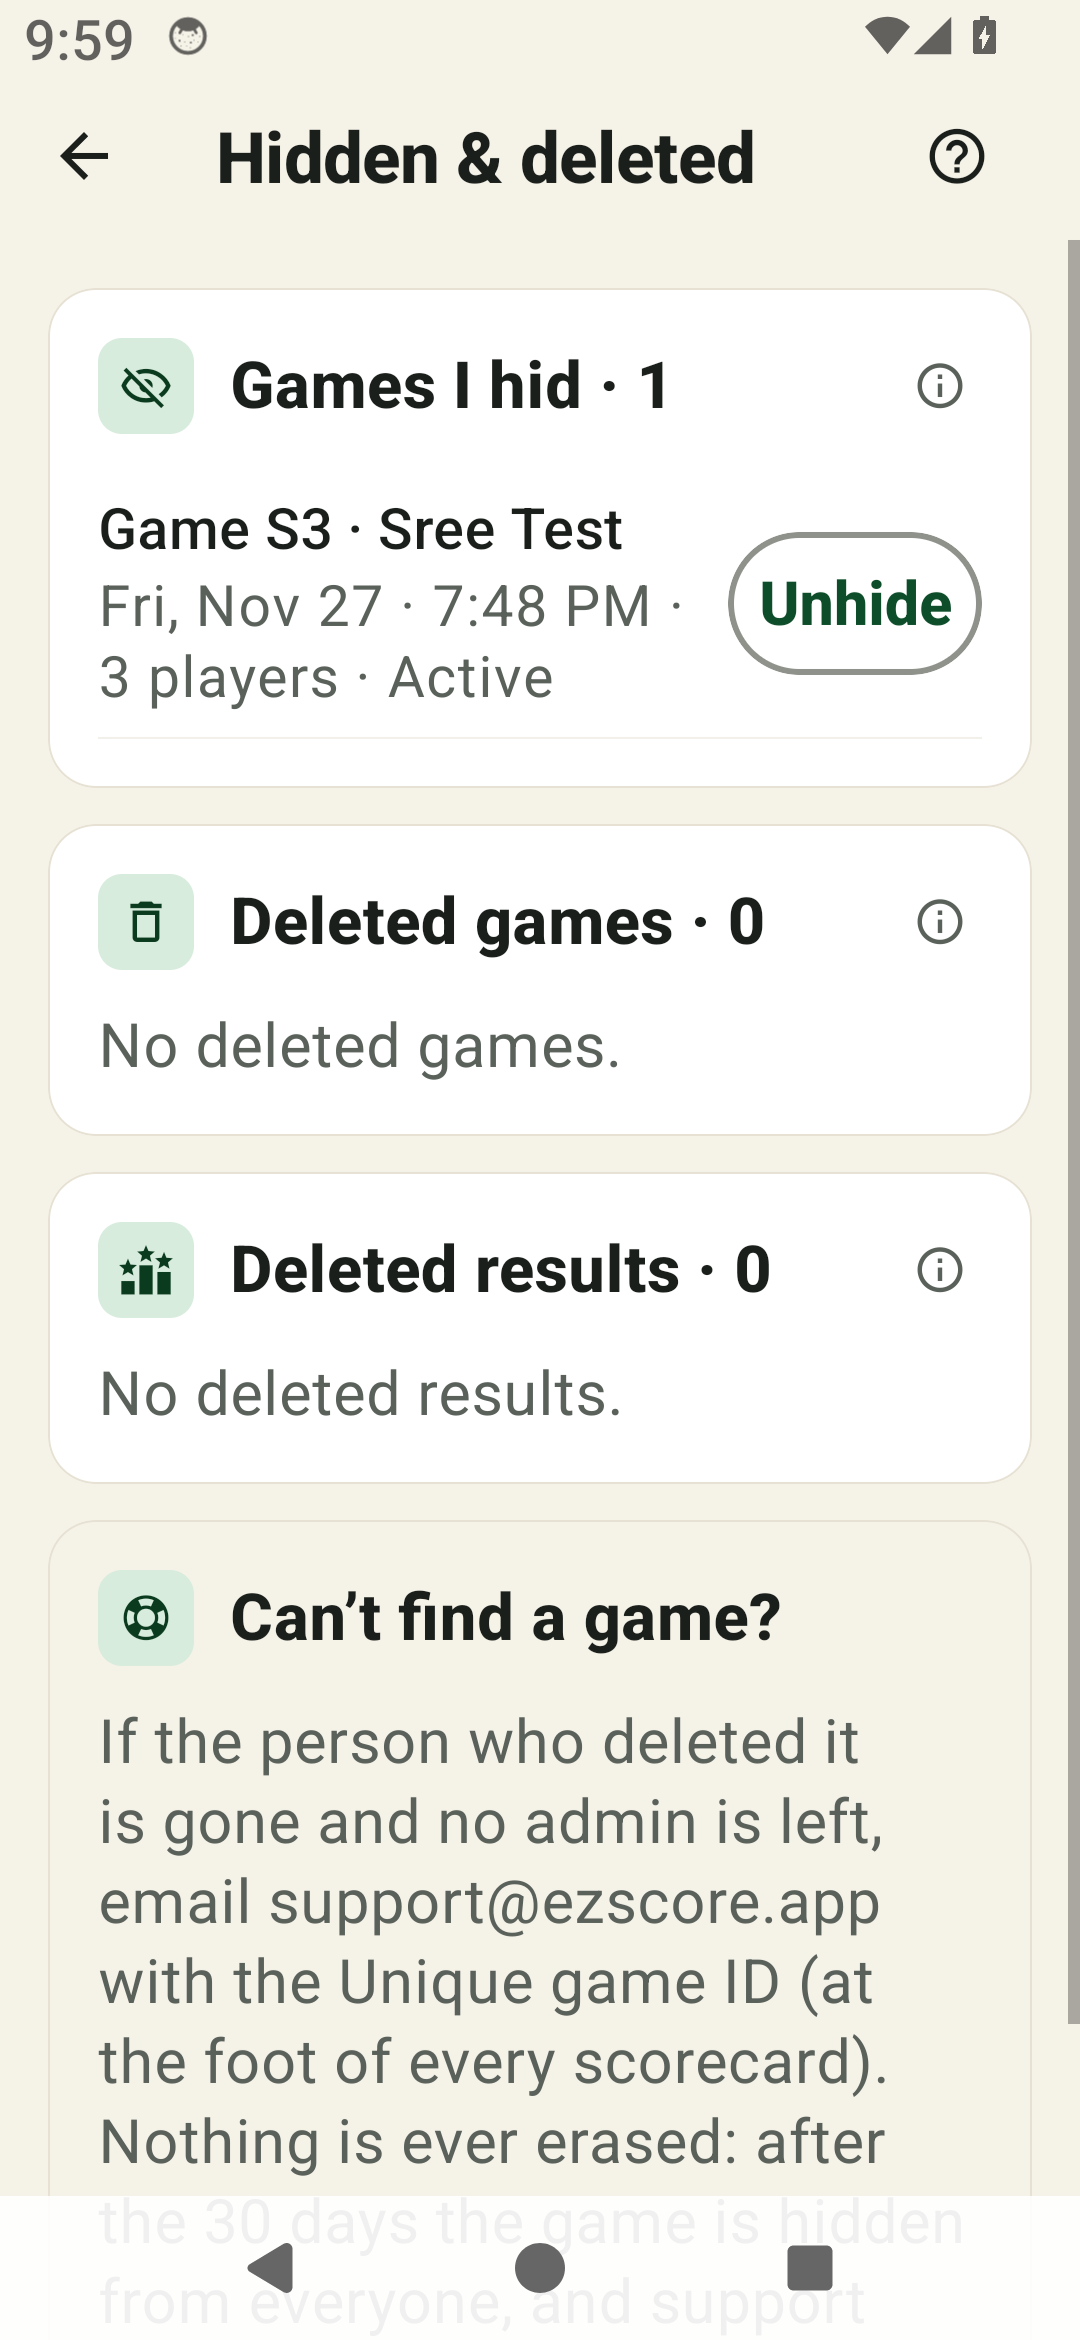 9:59
Hidden & deleted
Games I hid · 1
Game S3 · Sree Test
Fri, Nov 27 · 7:48 PM ·
3 players · Active
Unhide
Deleted games · 0
No deleted games.
Deleted results · 0
No deleted results.
Can’t find a game?
If the person who deleted it
is gone and no admin is left,
email support@ezscore.app
with the Unique game ID (at
the foot of every scorecard).
Nothing is ever erased: after
the 30 days the game is hidden
from everyone, and support